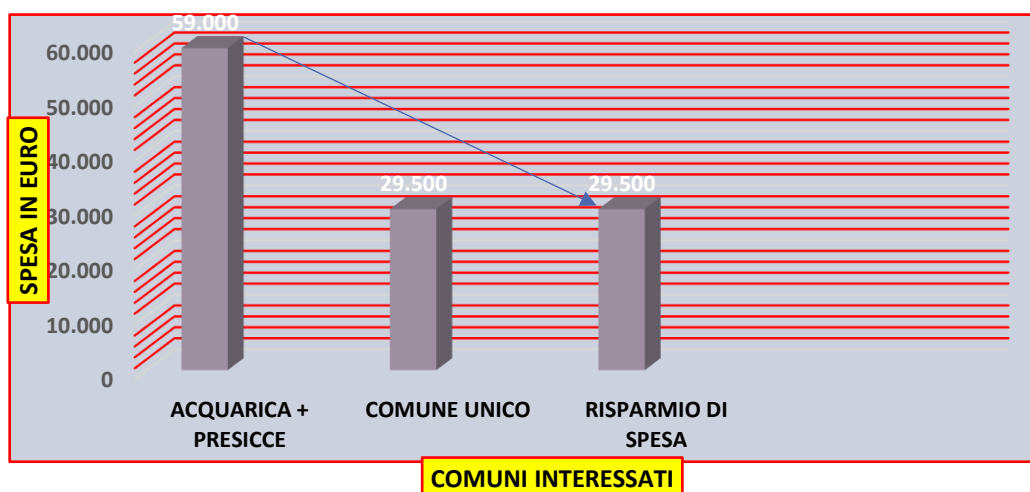 59.000
60.000
50.000
40.000
30.000
20.000
10.000
0
SPESA IN EURO
29.500
29.500
ACQUARICA +
PRESICCE
COMUNE UNICO
RISPARMIO DI
SPESA
COMUNI INTERESSATI